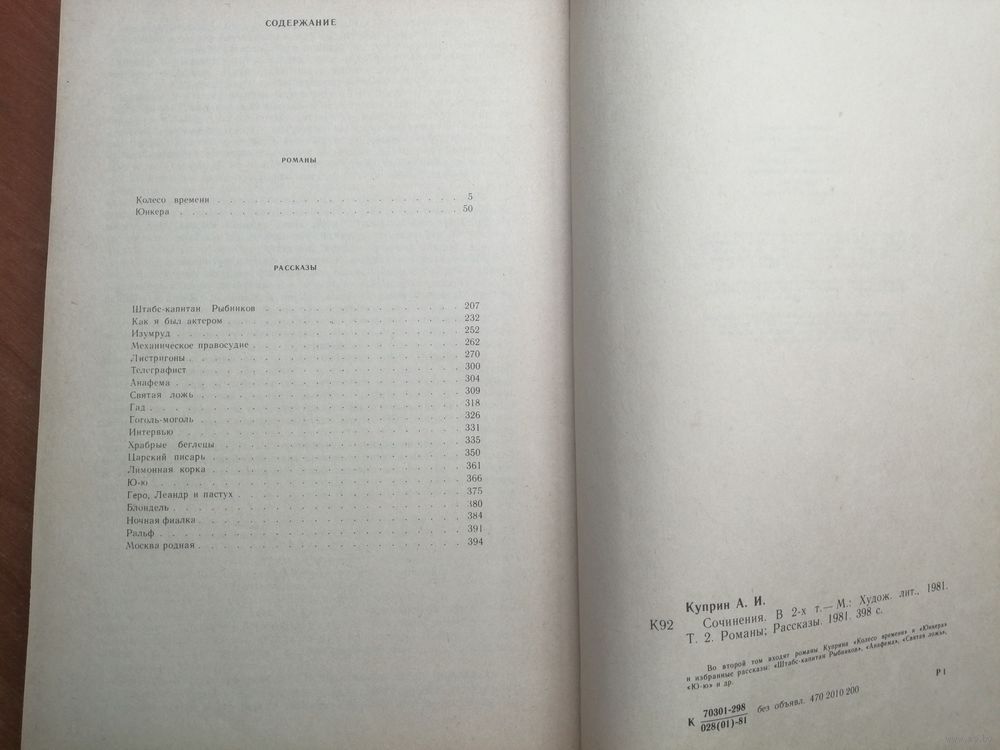 СОДЕРЖАНИЕ
РОМАНЫ
Колесо времени . . . . . . . . . . . . . . . . . . . . 5
Юнкера . . . . . . . . . . . . . . . . . . . . 50
РАССКАЗЫ
Штабс-капитан Рыбников . . . . . . . . . . . . . . . 207
Как я был актером . . . . . . . . . . . . . . . . . . 232
Изумруд . . . . . . . . . . . . . . . . . . . . 252
Механическое правосудие . . . . . . . . . . . . . . . 262
Листригоны . . . . . . . . . . . . . . . . . . . . 270
Телеграфист . . . . . . . . . . . . . . . . . . . . 300
Анафема . . . . . . . . . . . . . . . . . . . . 304
Святая ложь . . . . . . . . . . . . . . . . . . . . 309
Гад . . . . . . . . . . . . . . . . . . . . 318
Гоголь-моголь . . . . . . . . . . . . . . . . . . . . 326
Интервью . . . . . . . . . . . . . . . . . . . . 331
Храбрые беглецы . . . . . . . . . . . . . . . . . . 335
Царский писарь . . . . . . . . . . . . . . . . . . . 350
Лимонная корка . . . . . . . . . . . . . . . . . . . 361
Ю-ю . . . . . . . . . . . . . . . . . . . . 366
Геро, Леандр и пастух . . . . . . . . . . . . . . . . 375
Блондель . . . . . . . . . . . . . . . . . . . . 380
Ночная фиалка . . . . . . . . . . . . . . . . . . . 384
Ральф . . . . . . . . . . . . . . . . . . . . 391
Москва родная . . . . . . . . . . . . . . . . . . . 394
Куприн А. И.
К92 Сочинения. В 2-х т. — М.: Худож. лит., 1981.
Т. 2. Романы; Рассказы. 1981. 398 с.
Во второй том входят романы Куприна «Колесо времени» и «Юнкера»
и избранные рассказы: «Штабс-капитан Рыбников», «Анафема», «Святая ложь»,
«Ю-ю» и др.
К 70301-298
028(01)-81 без объявл. 470 2010 200
Р1